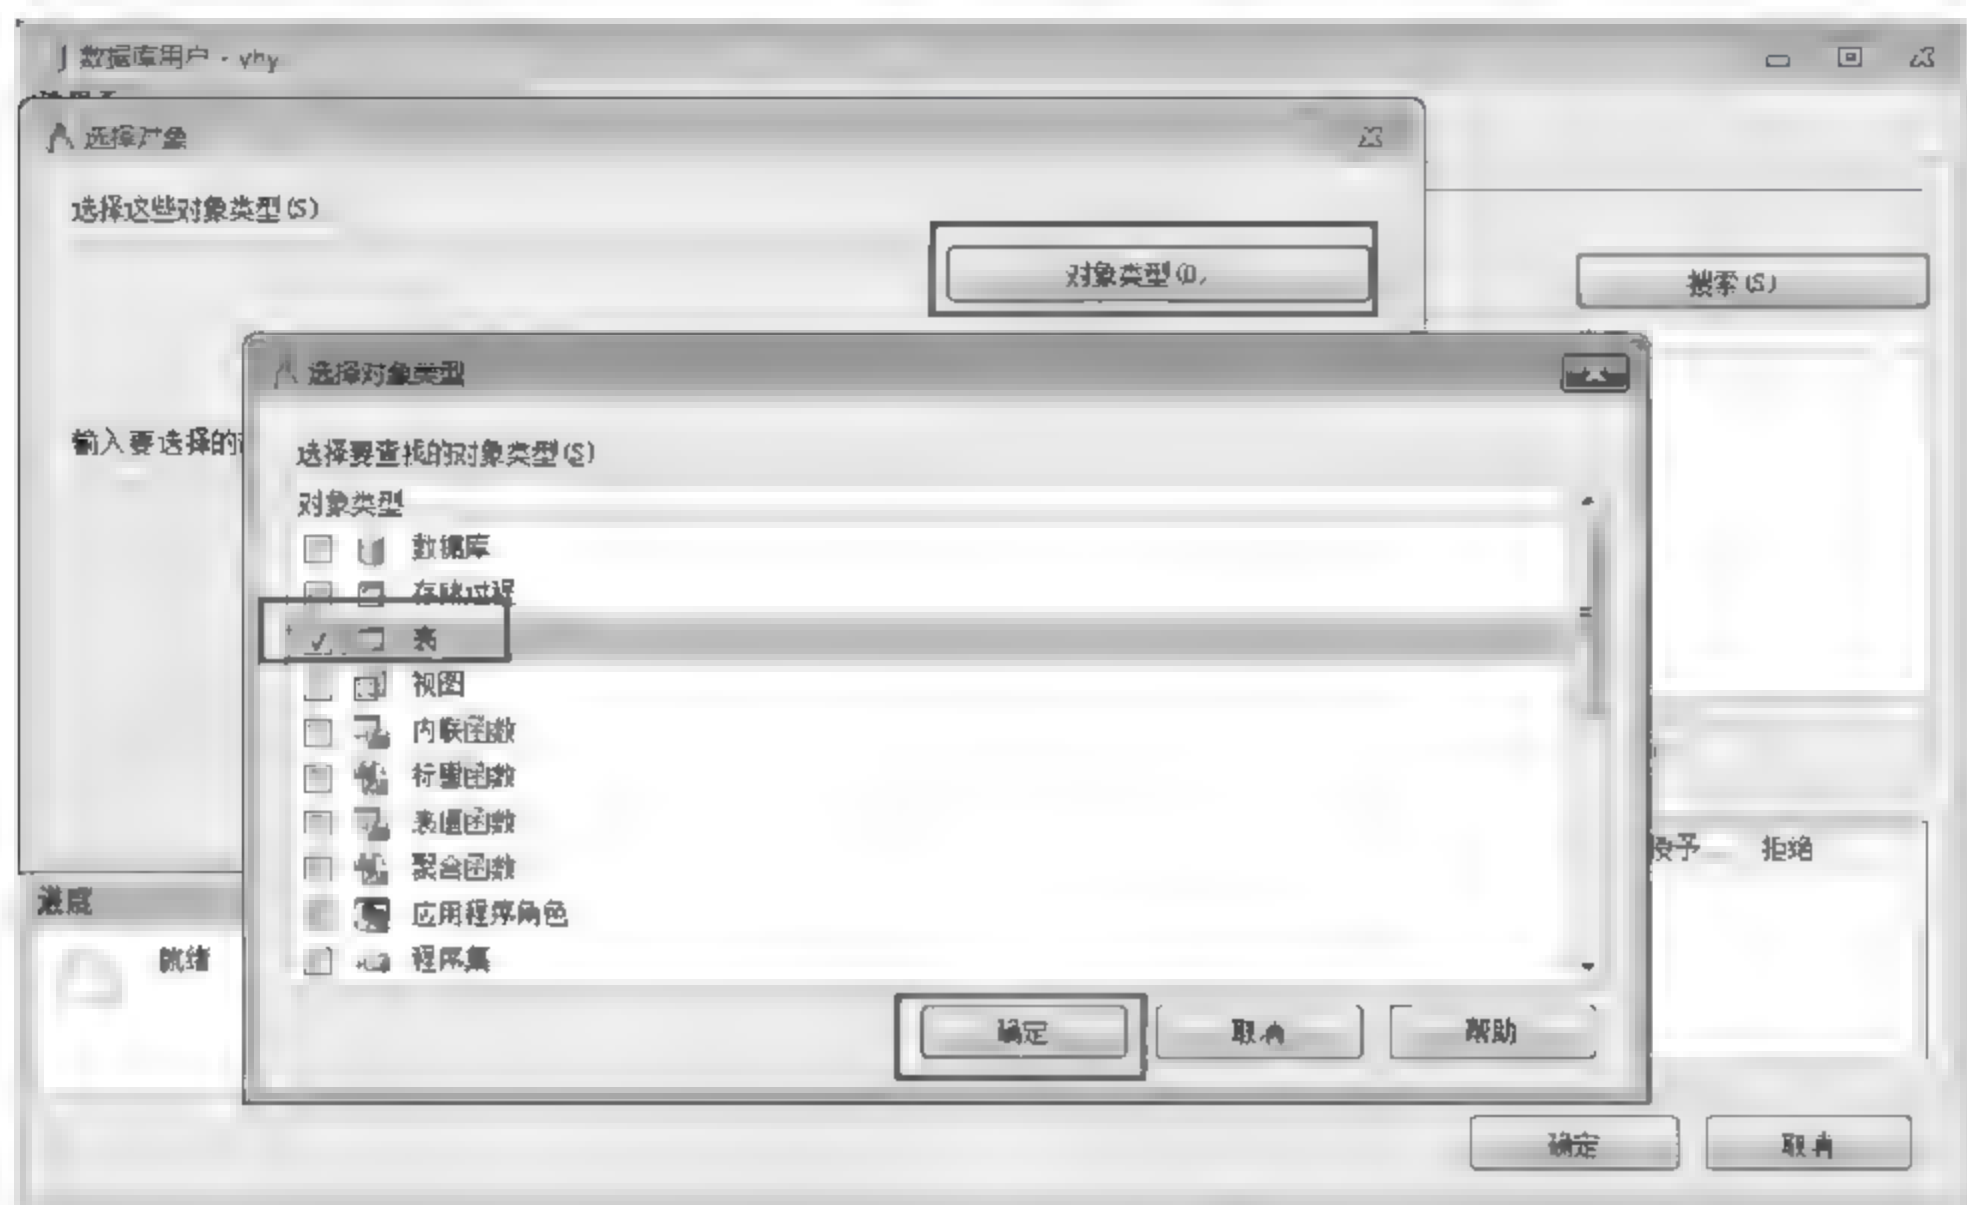 数据库用户 - yhy
选择对象
选择这些对象类型(S)
对象类型(O)
搜索(S)
选择对象类型
输入要选择的
选择要查找的对象类型(S)
对象类型
数据库
存储过程
表
视图
内联函数
标量函数
表值函数
聚合函数
应用程序角色
程序集
授予
拒绝
进度
就绪
确定
取消
帮助
确定
取消